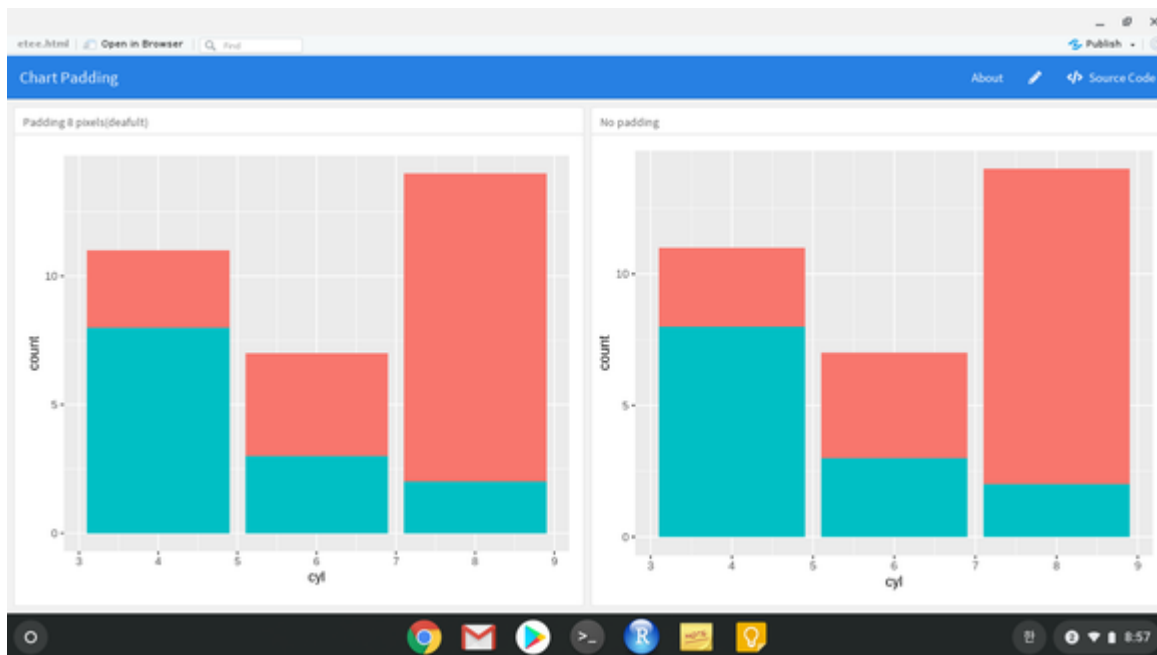 etee.html Open in Browser Find Publish
Chart Padding About Source Code
Padding 8 pixels(deafult) No padding
10
5
0
count
3 4 5 6 7 8 9
cyl
10
5
0
count
3 4 5 6 7 8 9
cyl
>_ R NOTE 한 8:57